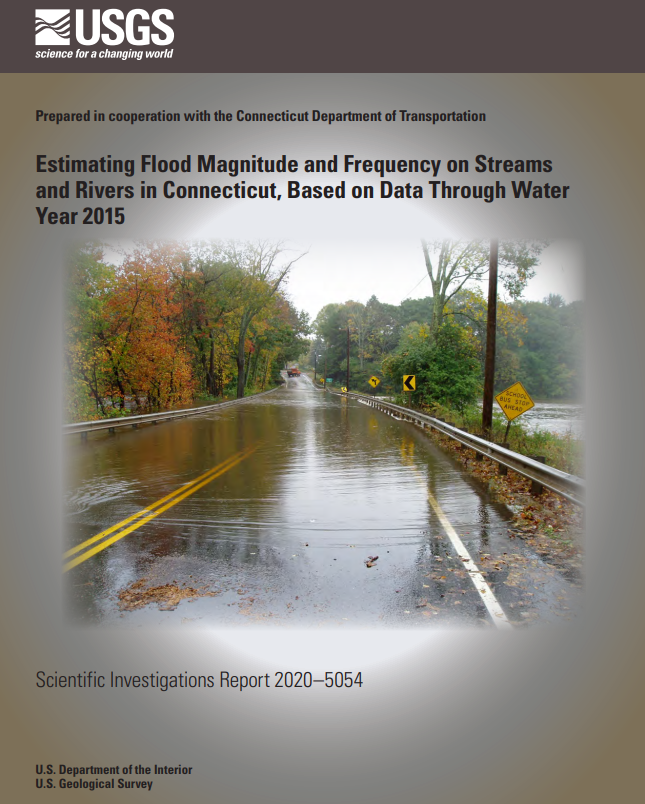 USGS
science for a changing world
Prepared in cooperation with the Connecticut Department of Transportation
Estimating Flood Magnitude and Frequency on Streams
and Rivers in Connecticut, Based on Data Through Water
Year 2015
SCHOOL
BUS STOP
AHEAD
Scientific Investigations Report 2020–5054
U.S. Department of the Interior
U.S. Geological Survey